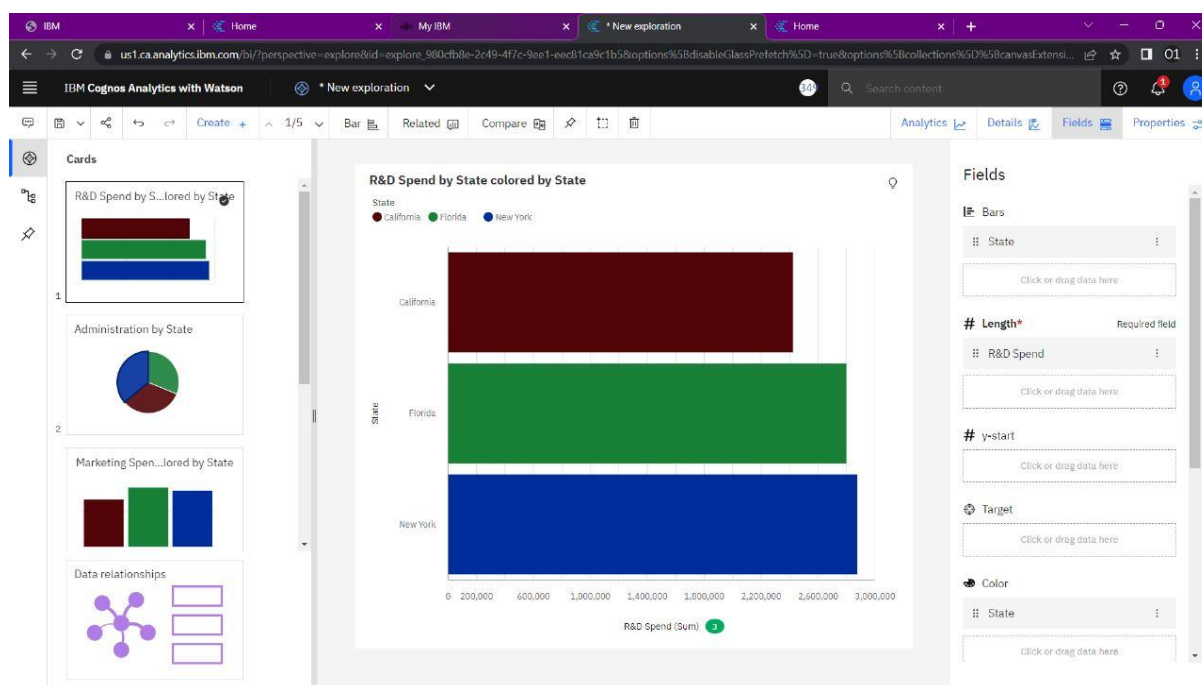 IBM
Home
My IBM
* New exploration
Home
us1.ca.analytics.ibm.com/bi/?perspective=explore&id=explore_980cfb8e-2c49-4f7c-9ee1-eec81ca9c1b5&options%5BdisableGlassPrefetch%5D=true&options%5Bcollections%5D%5BcanvasExtensi...
01
IBM Cognos Analytics with Watson
* New exploration
Search content
1
Create +
1/5
Bar
Related
Compare
Analytics
Details
Fields
Properties
Cards
R&D Spend by S...lored by State
1
Administration by State
2
Marketing Spen...lored by State
Data relationships
R&D Spend by State colored by State
State
California Florida New York
California
Florida
New York
State
0 200,000 600,000 1,000,000 1,400,000 1,800,000 2,200,000 2,600,000 3,000,000
R&D Spend (Sum) 3
Fields
Bars
State
Click or drag data here
# Length*
Required field
R&D Spend
Click or drag data here
# y-start
Click or drag data here
Target
Click or drag data here
Color
State
Click or drag data here